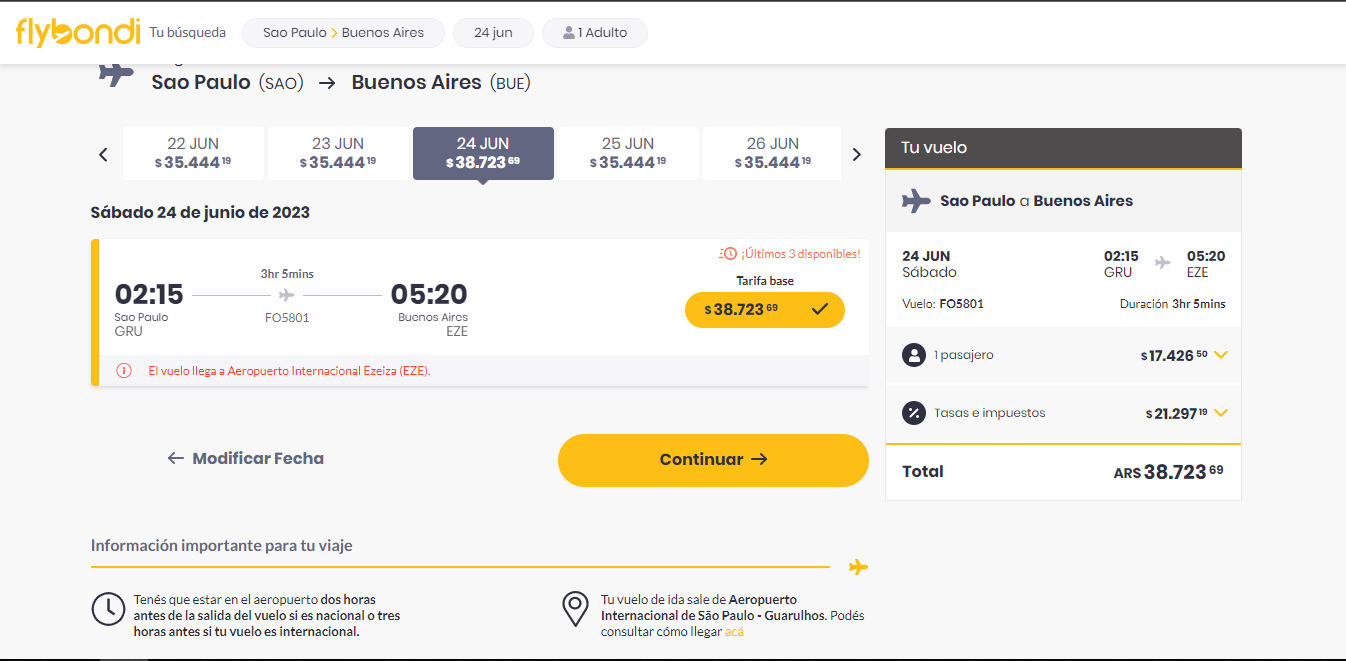 flybondi Tu búsqueda Sao Paulo > Buenos Aires 24 jun 1 Adulto
Sao Paulo (SAO) → Buenos Aires (BUE)
22 JUN
$ 35.444 19
23 JUN
$ 35.444 19
24 JUN
$ 38.723 69
25 JUN
$ 35.444 19
26 JUN
$ 35.444 19
Sábado 24 de junio de 2023
¡Últimos 3 disponibles!
Tarifa base
$ 38.723 69
3hr 5mins
02:15
05:20
Sao Paulo
GRU
FO5801
Buenos Aires
EZE
El vuelo llega a Aeropuerto Internacional Ezeiza (EZE).
← Modificar Fecha
Continuar →
Tu vuelo
Sao Paulo a Buenos Aires
24 JUN
Sábado
02:15
GRU
05:20
EZE
Vuelo: FO5801
Duración 3hr 5mins
1 pasajero
$ 17.426 50
Tasas e impuestos
$ 21.297 19
Total
ARS 38.723 69
Información importante para tu viaje
Tenés que estar en el aeropuerto dos horas
antes de la salida del vuelo si es nacional o tres
horas antes si tu vuelo es internacional.
Tu vuelo de ida sale de Aeropuerto
Internacional de São Paulo - Guarulhos. Podés
consultar cómo llegar acá